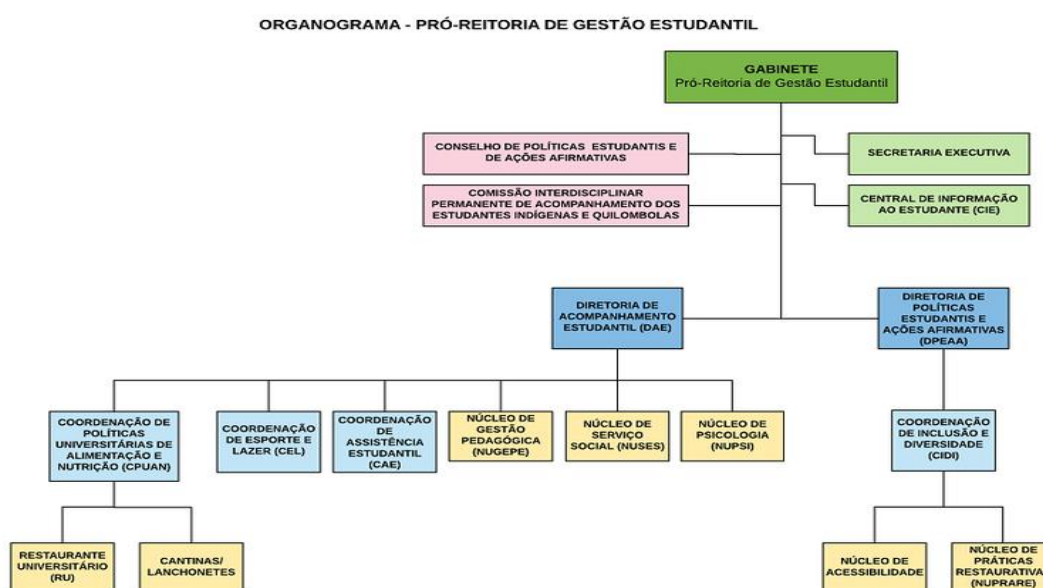 ORGANOGRAMA - PRÓ-REITORIA DE GESTÃO ESTUDANTIL
GABINETE
Pró-Reitoria de Gestão Estudantil
CONSELHO DE POLÍTICAS ESTUDANTIS E
DE AÇÕES AFIRMATIVAS
SECRETARIA EXECUTIVA
COMISSÃO INTERDISCIPLINAR
PERMANENTE DE ACOMPANHAMENTO DOS
ESTUDANTES INDÍGENAS E QUILOMBOLAS
CENTRAL DE INFORMAÇÃO
AO ESTUDANTE (CIE)
DIRETORIA DE
ACOMPANHAMENTO
ESTUDANTIL (DAE)
DIRETORIA DE
POLÍTICAS
ESTUDANTIS E
AÇÕES AFIRMATIVAS
(DPEAA)
COORDENAÇÃO DE
POLÍTICAS
UNIVERSITÁRIAS DE
ALIMENTAÇÃO E
NUTRIÇÃO (CPUAN)
COORDENAÇÃO
DE ESPORTE E
LAZER (CEL)
COORDENAÇÃO
DE
ASSISTÊNCIA
ESTUDANTIL
(CAE)
NÚCLEO DE
GESTÃO
PEDAGÓGICA
(NUGEPE)
NÚCLEO DE
SERVIÇO
SOCIAL (NUSES)
NÚCLEO DE
PSICOLOGIA
(NUPSI)
COORDENAÇÃO
DE INCLUSÃO E
DIVERSIDADE
(CIDI)
RESTAURANTE
UNIVERSITÁRIO
(RU)
CANTINAS/
LANCHONETES
NÚCLEO DE
ACESSIBILIDADE
NÚCLEO DE
PRÁTICAS
RESTAURATIVA
(NUPRARE)